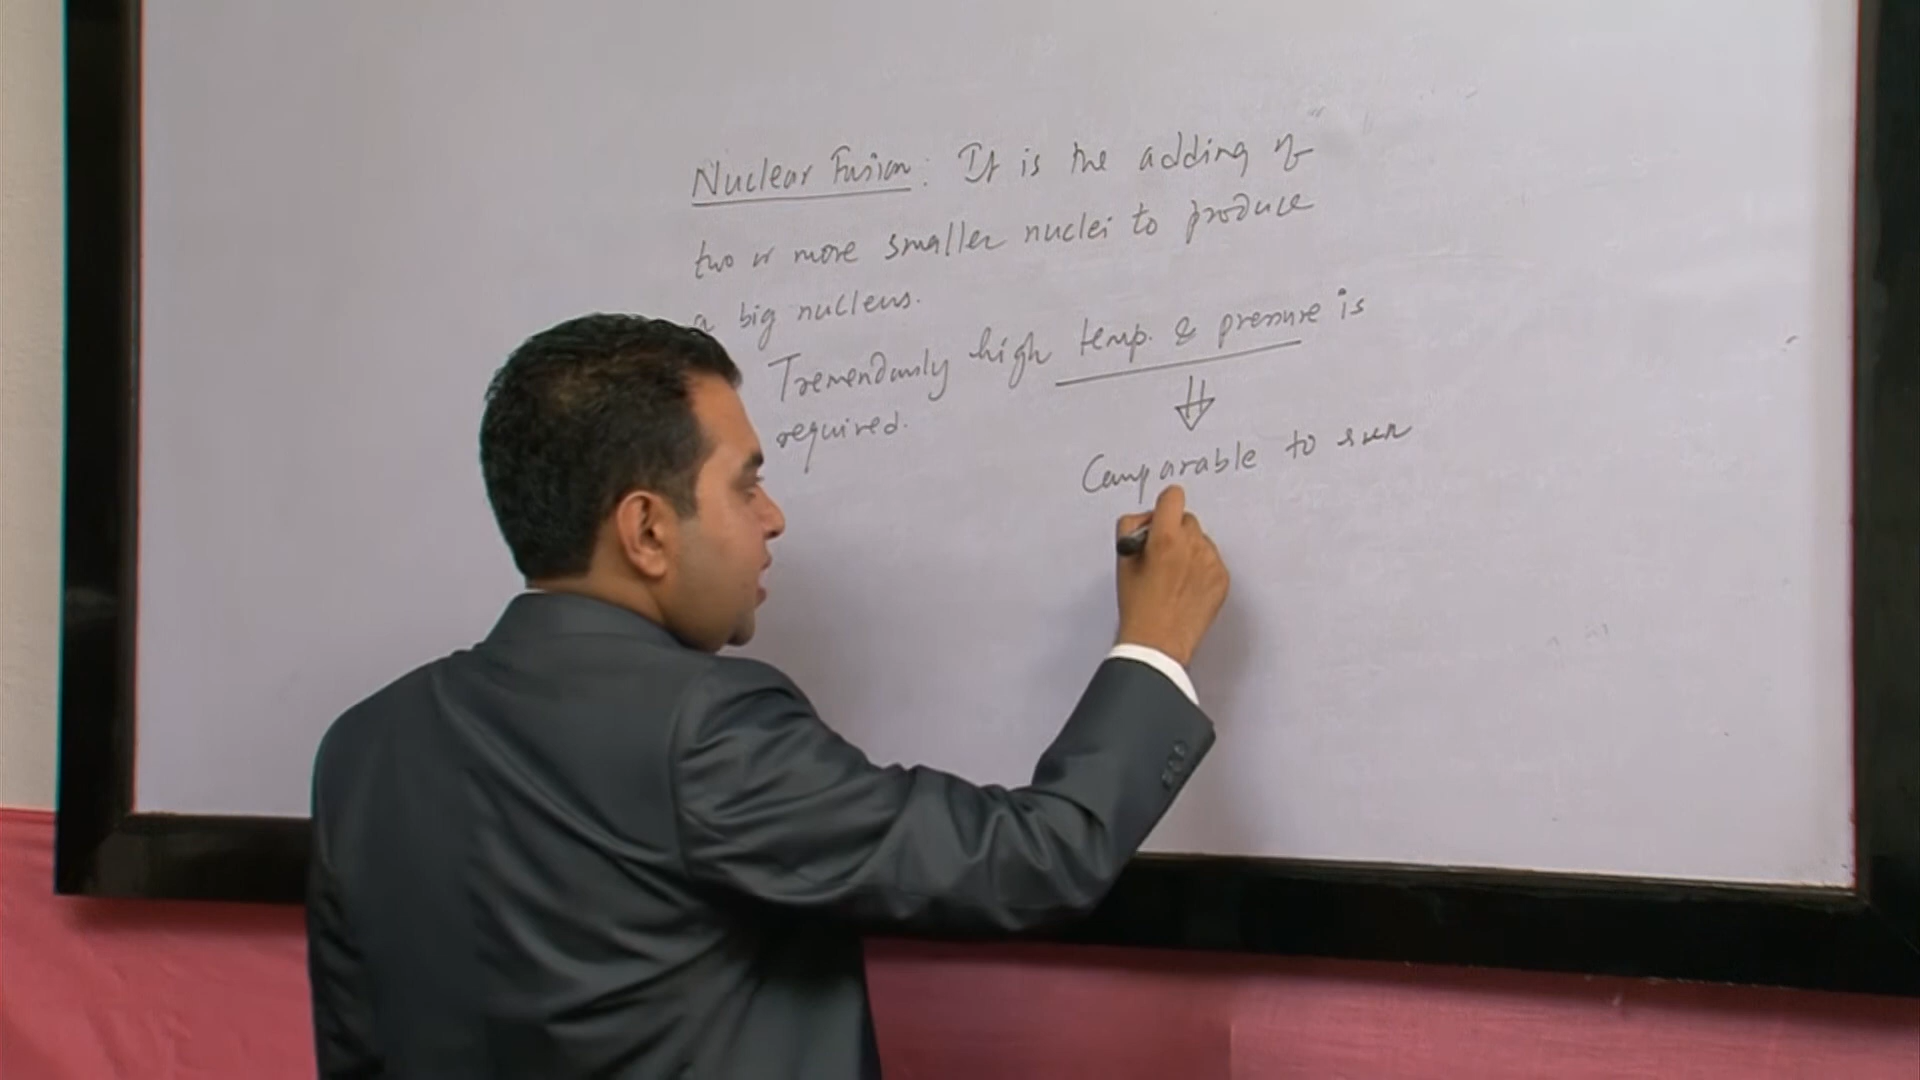 Nuclear Fusion: It is the adding of
two or more smaller nuclei to produce
a big nucleus.
Tremendously high temp. & pressure is
required.
Comparable to sun